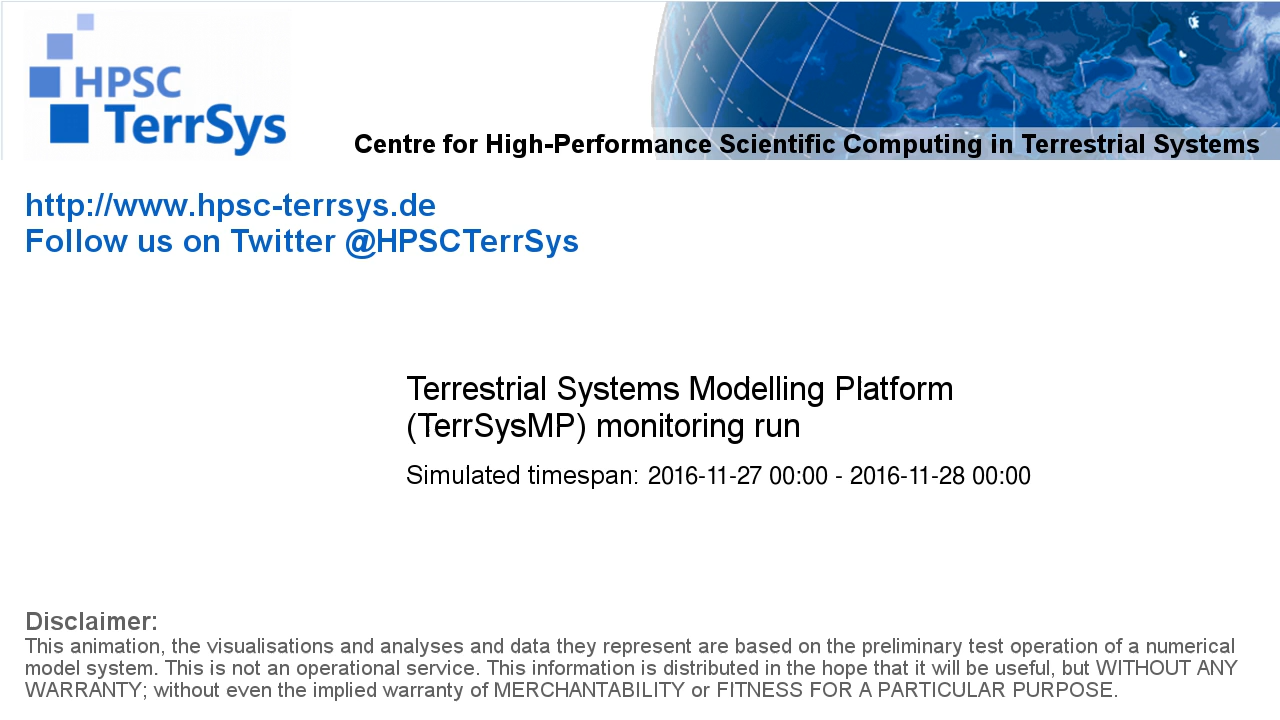 HPSC
TerrSys
Centre for High-Performance Scientific Computing in Terrestrial Systems
http://www.hpsc-terrsys.de
Follow us on Twitter @HPSCTerrSys
Terrestrial Systems Modelling Platform
(TerrSysMP) monitoring run
Simulated timespan: 2016-11-27 00:00 - 2016-11-28 00:00
Disclaimer:
This animation, the visualisations and analyses and data they represent are based on the preliminary test operation of a numerical
model system. This is not an operational service. This information is distributed in the hope that it will be useful, but WITHOUT ANY
WARRANTY; without even the implied warranty of MERCHANTABILITY or FITNESS FOR A PARTICULAR PURPOSE.